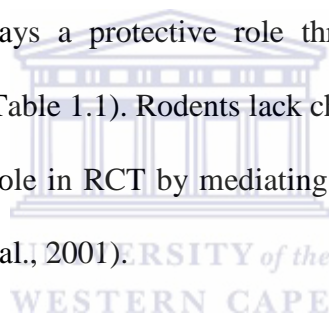 ays a protective role thr
Table 1.1). Rodents lack cl
ole in RCT by mediating
al., 2001).
UNIVERSITY of the
WESTERN CAPE